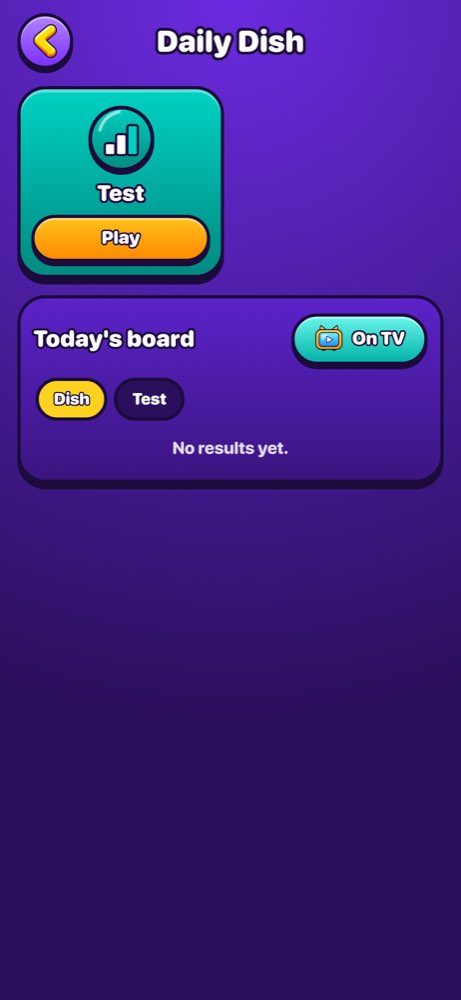 Daily Dish
Test
Play
Today's board
On TV
Dish
Test
No results yet.